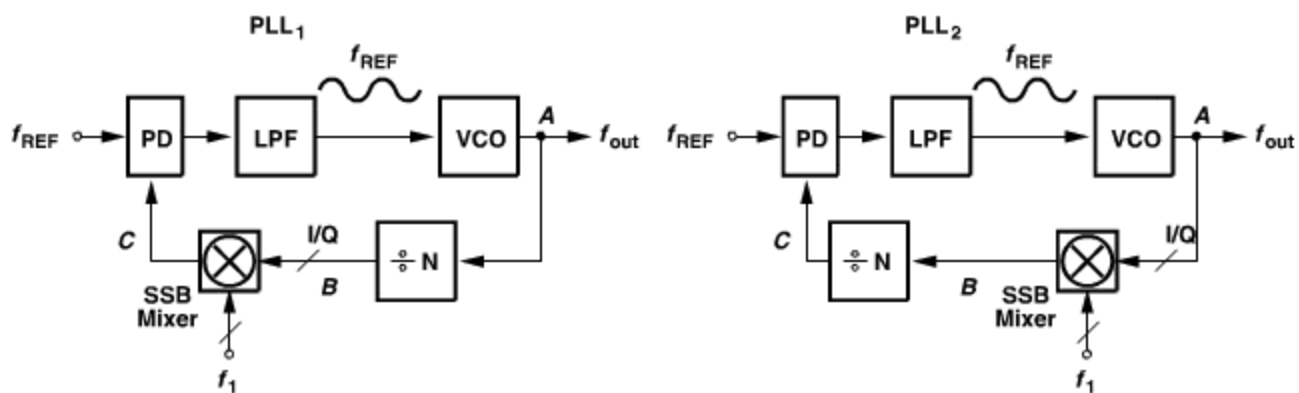 PLL1
fREF
fREF
PD
LPF
VCO
A
fout
C
I/Q
B
÷ N
SSB
Mixer
f1
PLL2
fREF
fREF
PD
LPF
VCO
A
fout
C
÷ N
B
I/Q
SSB
Mixer
f1